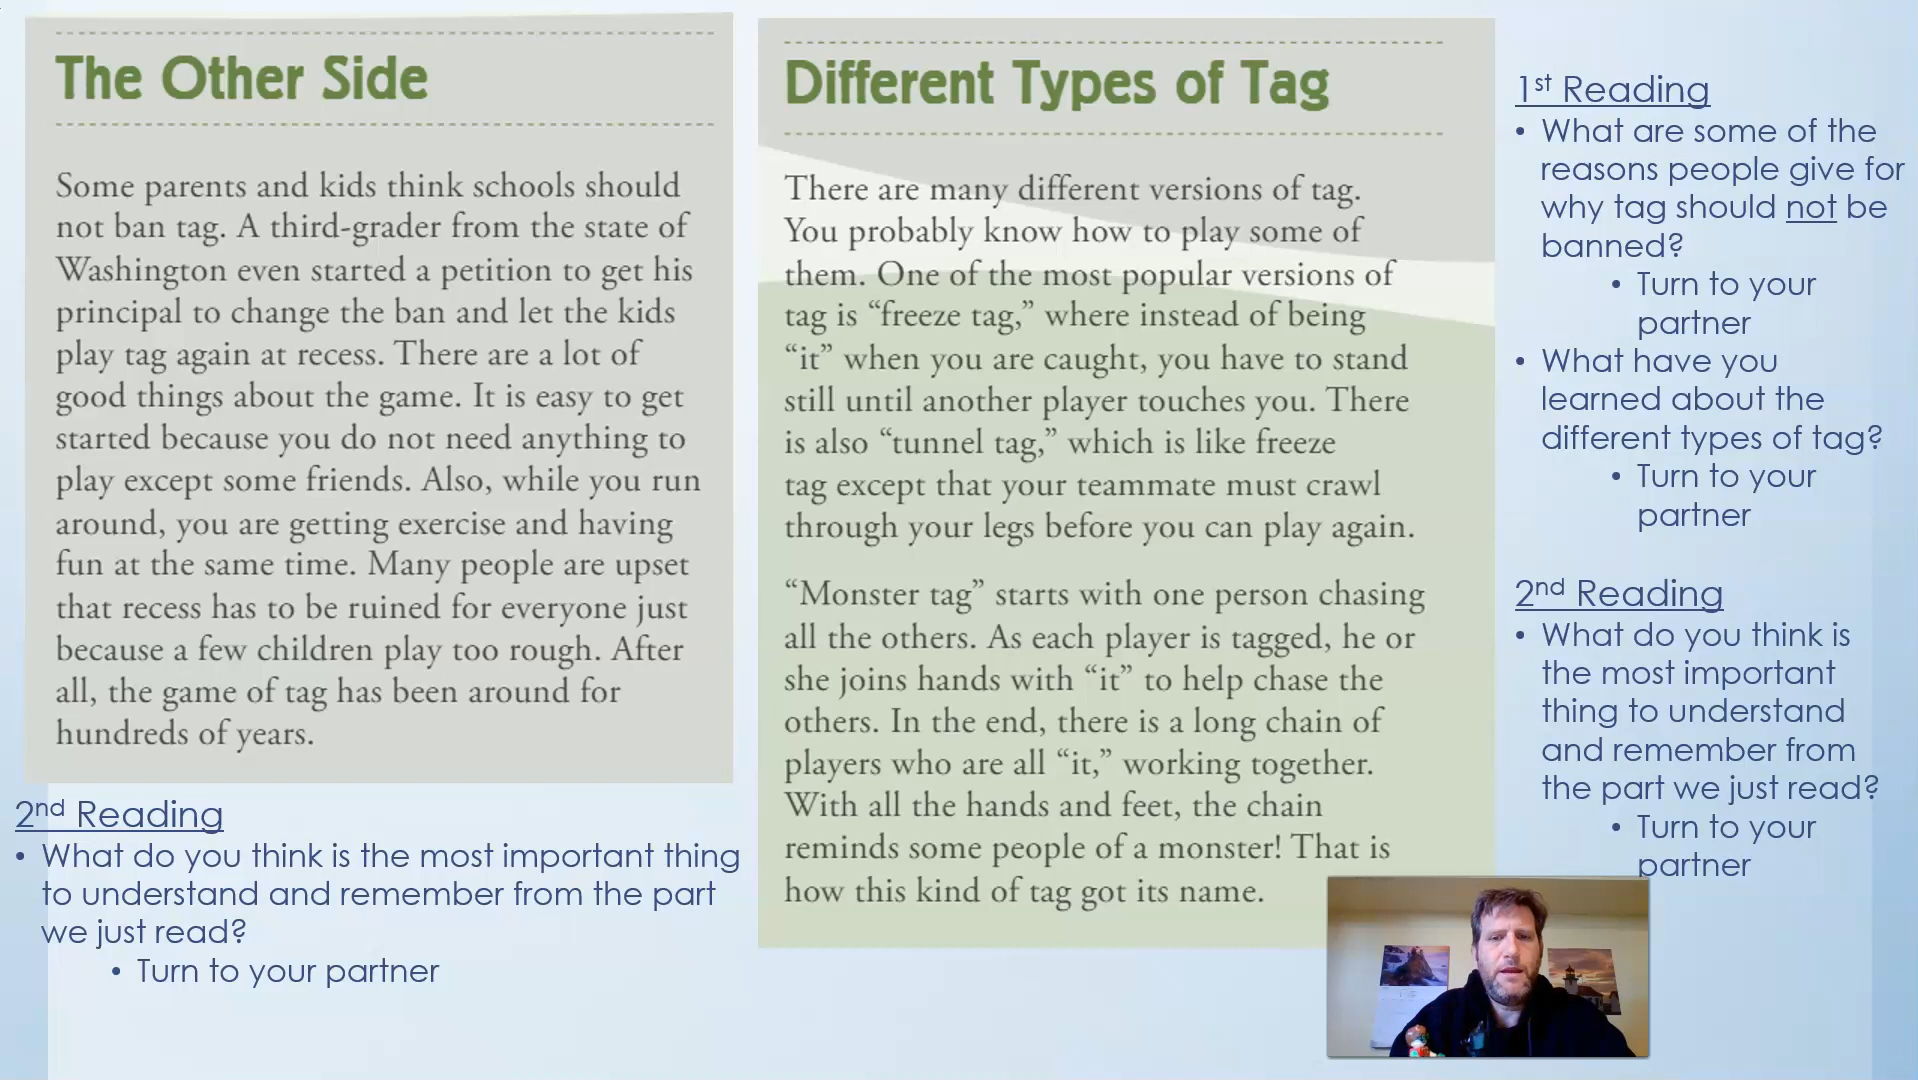 The Other Side
Some parents and kids think schools should
not ban tag. A third-grader from the state of
Washington even started a petition to get his
principal to change the ban and let the kids
play tag again at recess. There are a lot of
good things about the game. It is easy to get
started because you do not need anything to
play except some friends. Also, while you run
around, you are getting exercise and having
fun at the same time. Many people are upset
that recess has to be ruined for everyone just
because a few children play too rough. After
all, the game of tag has been around for
hundreds of years.
2nd Reading
• What do you think is the most important thing
to understand and remember from the part
we just read?
• Turn to your partner
Different Types of Tag
There are many different versions of tag.
You probably know how to play some of
them. One of the most popular versions of
tag is “freeze tag,” where instead of being
“it” when you are caught, you have to stand
still until another player touches you. There
is also “tunnel tag,” which is like freeze
tag except that your teammate must crawl
through your legs before you can play again.
“Monster tag” starts with one person chasing
all the others. As each player is tagged, he or
she joins hands with “it” to help chase the
others. In the end, there is a long chain of
players who are all “it,” working together.
With all the hands and feet, the chain
reminds some people of a monster! That is
how this kind of tag got its name.
1st Reading
• What are some of the
reasons people give for
why tag should not be
banned?
• Turn to your
partner
• What have you
learned about the
different types of tag?
• Turn to your
partner
2nd Reading
• What do you think is
the most important
thing to understand
and remember from
the part we just read?
• Turn to your
partner